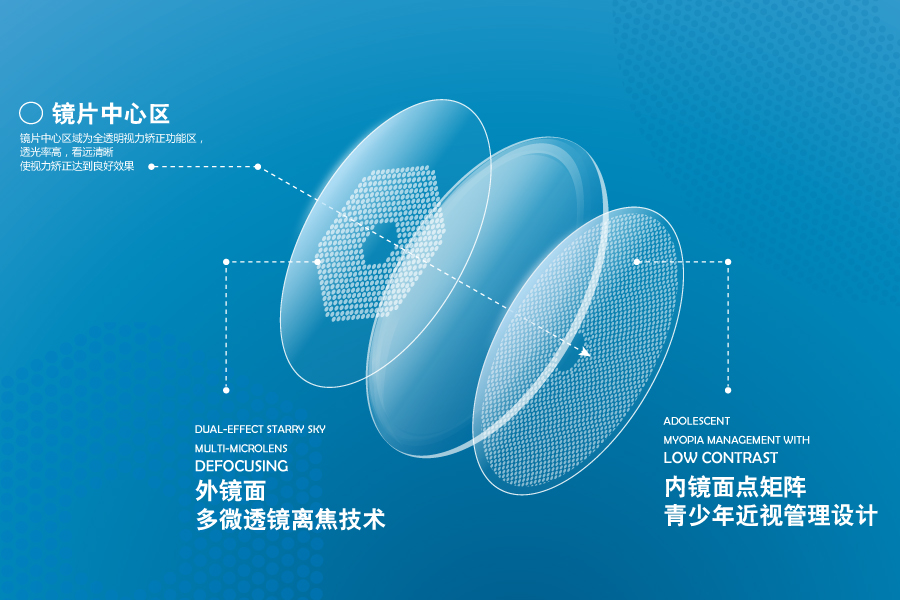 镜片中心区
镜片中心区域为全透明视力矫正功能区，
透光率高，看远清晰
使视力矫正达到良好效果
DUAL-EFFECT STARRY SKY
MULTI-MICROLENS
DEFOCUSING
外镜面
多微透镜离焦技术
ADOLESCENT
MYOPIA MANAGEMENT WITH
LOW CONTRAST
内镜面点矩阵
青少年近视管理设计